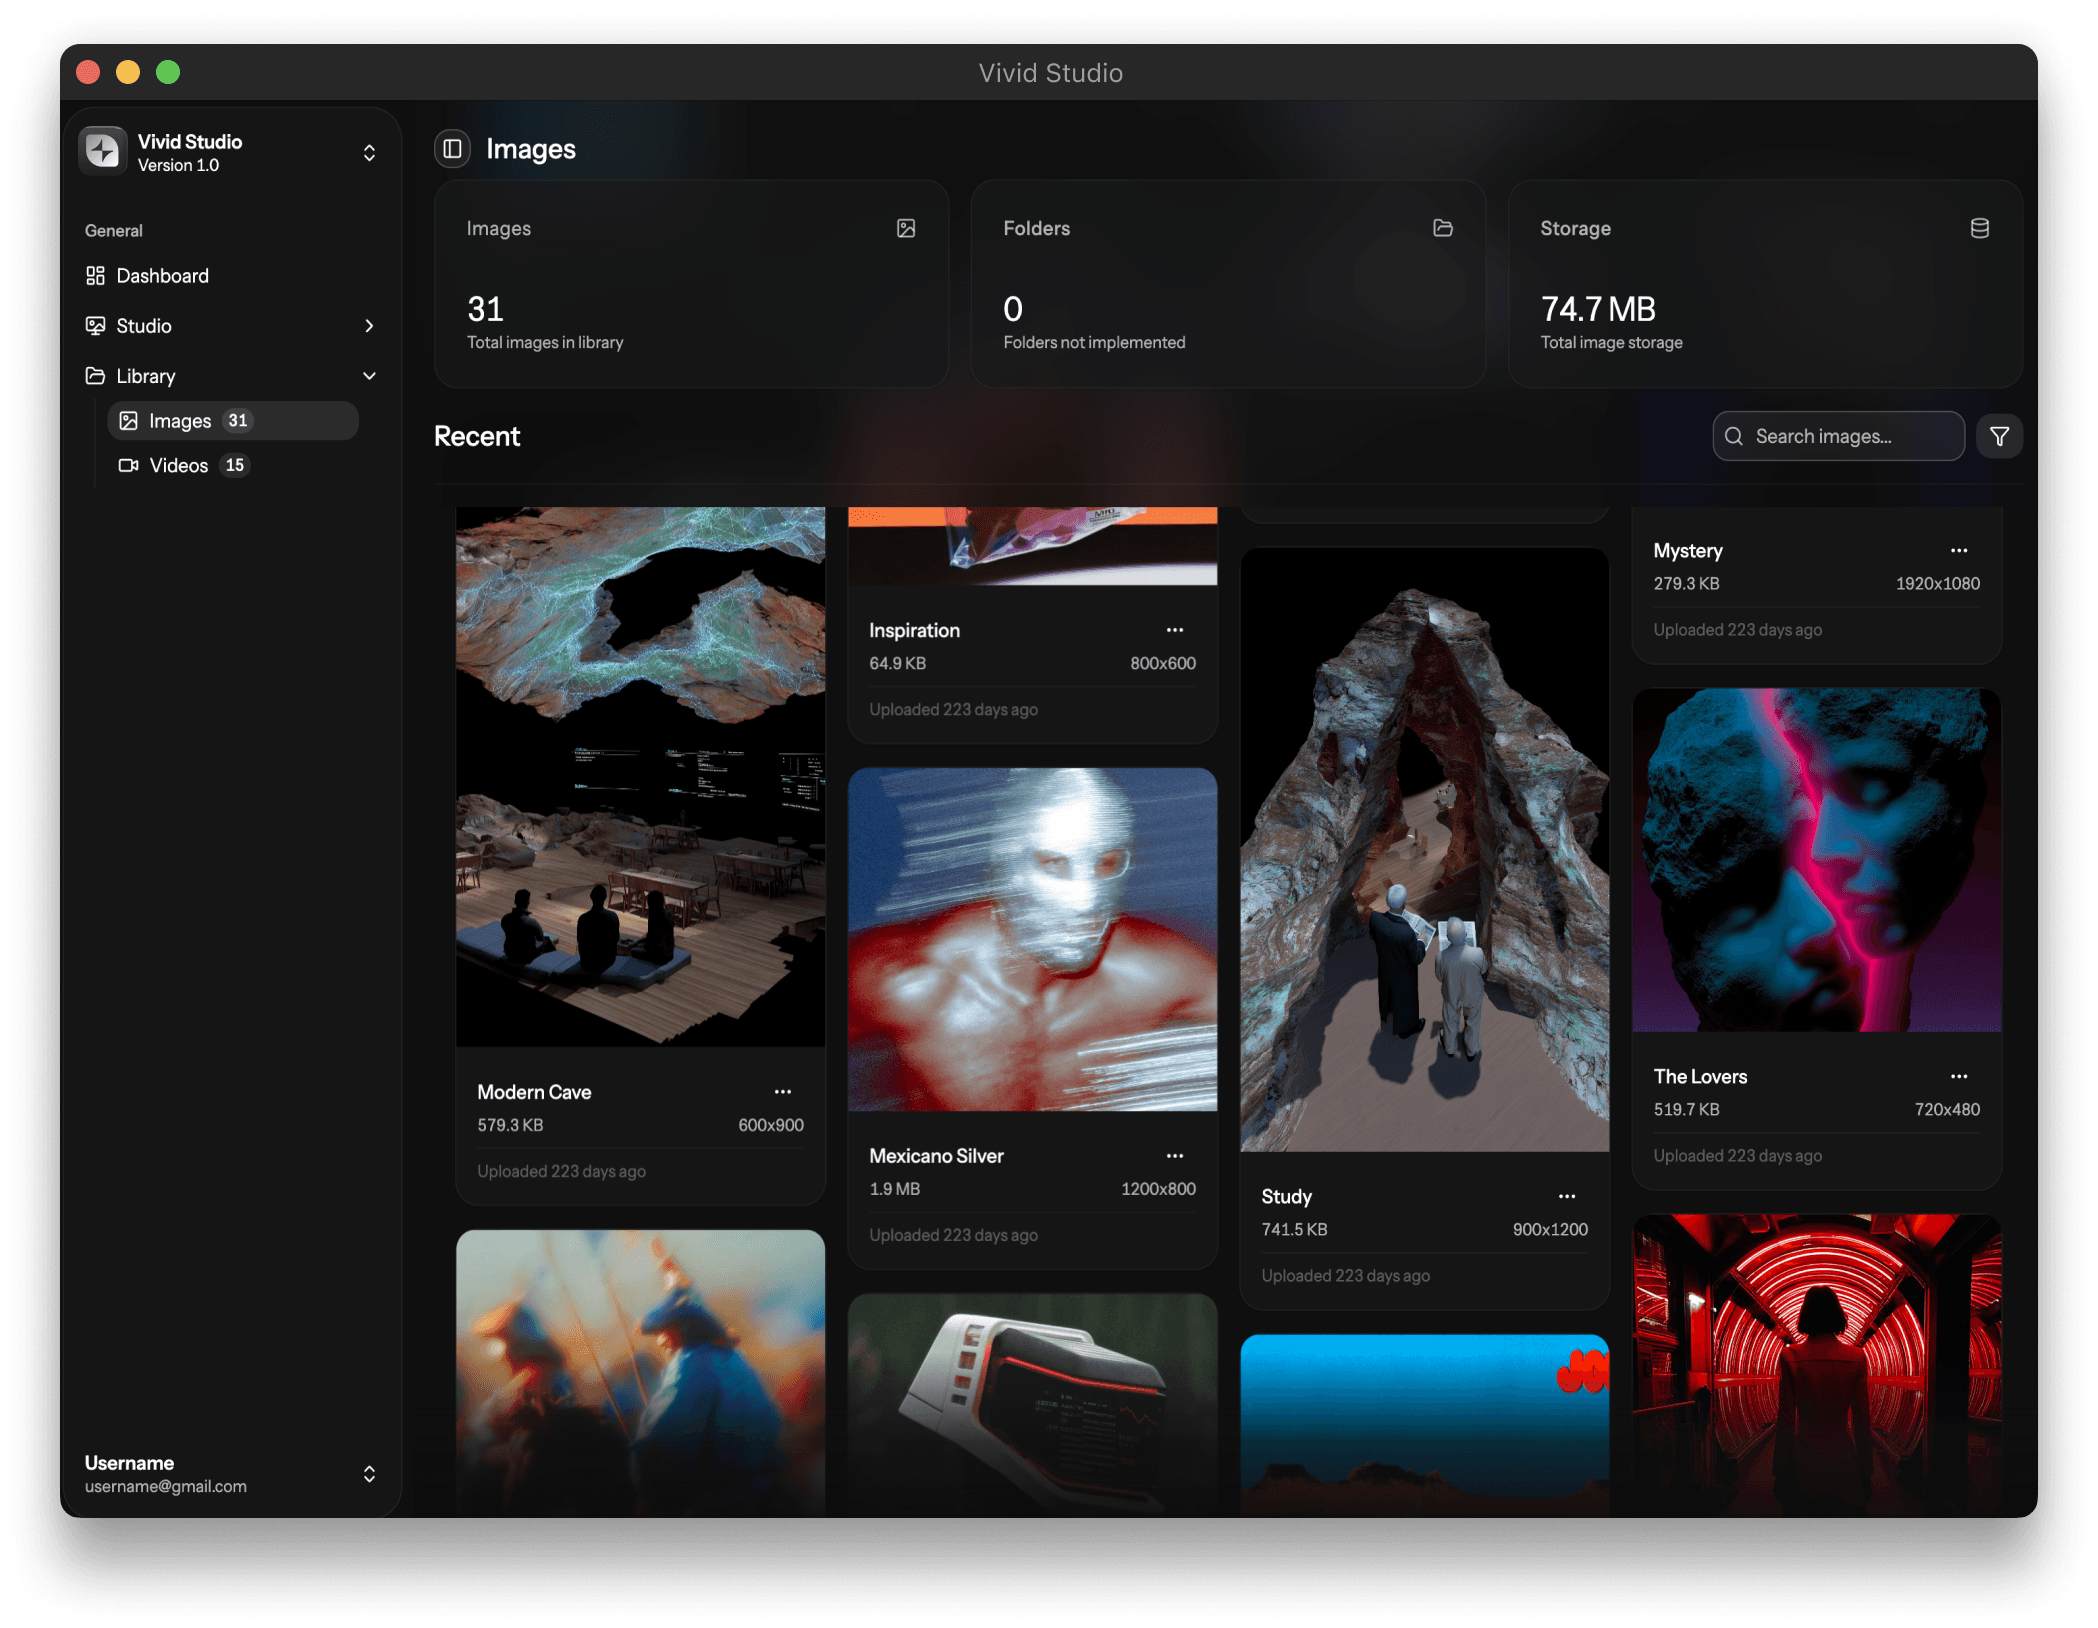 Vivid Studio
Vivid Studio
Version 1.0
General
Dashboard
Studio
Library
Images 31
Videos 15
Username
username@gmail.com
Images
Images
31
Total images in library
Folders
0
Folders not implemented
Storage
74.7 MB
Total image storage
Recent
Search images...
Modern Cave
579.3 KB 600x900
Uploaded 223 days ago
Inspiration
64.9 KB 800x600
Uploaded 223 days ago
Mexicano Silver
1.9 MB 1200x800
Uploaded 223 days ago
Study
741.5 KB 900x1200
Uploaded 223 days ago
Mystery
279.3 KB 1920x1080
Uploaded 223 days ago
The Lovers
519.7 KB 720x480
Uploaded 223 days ago